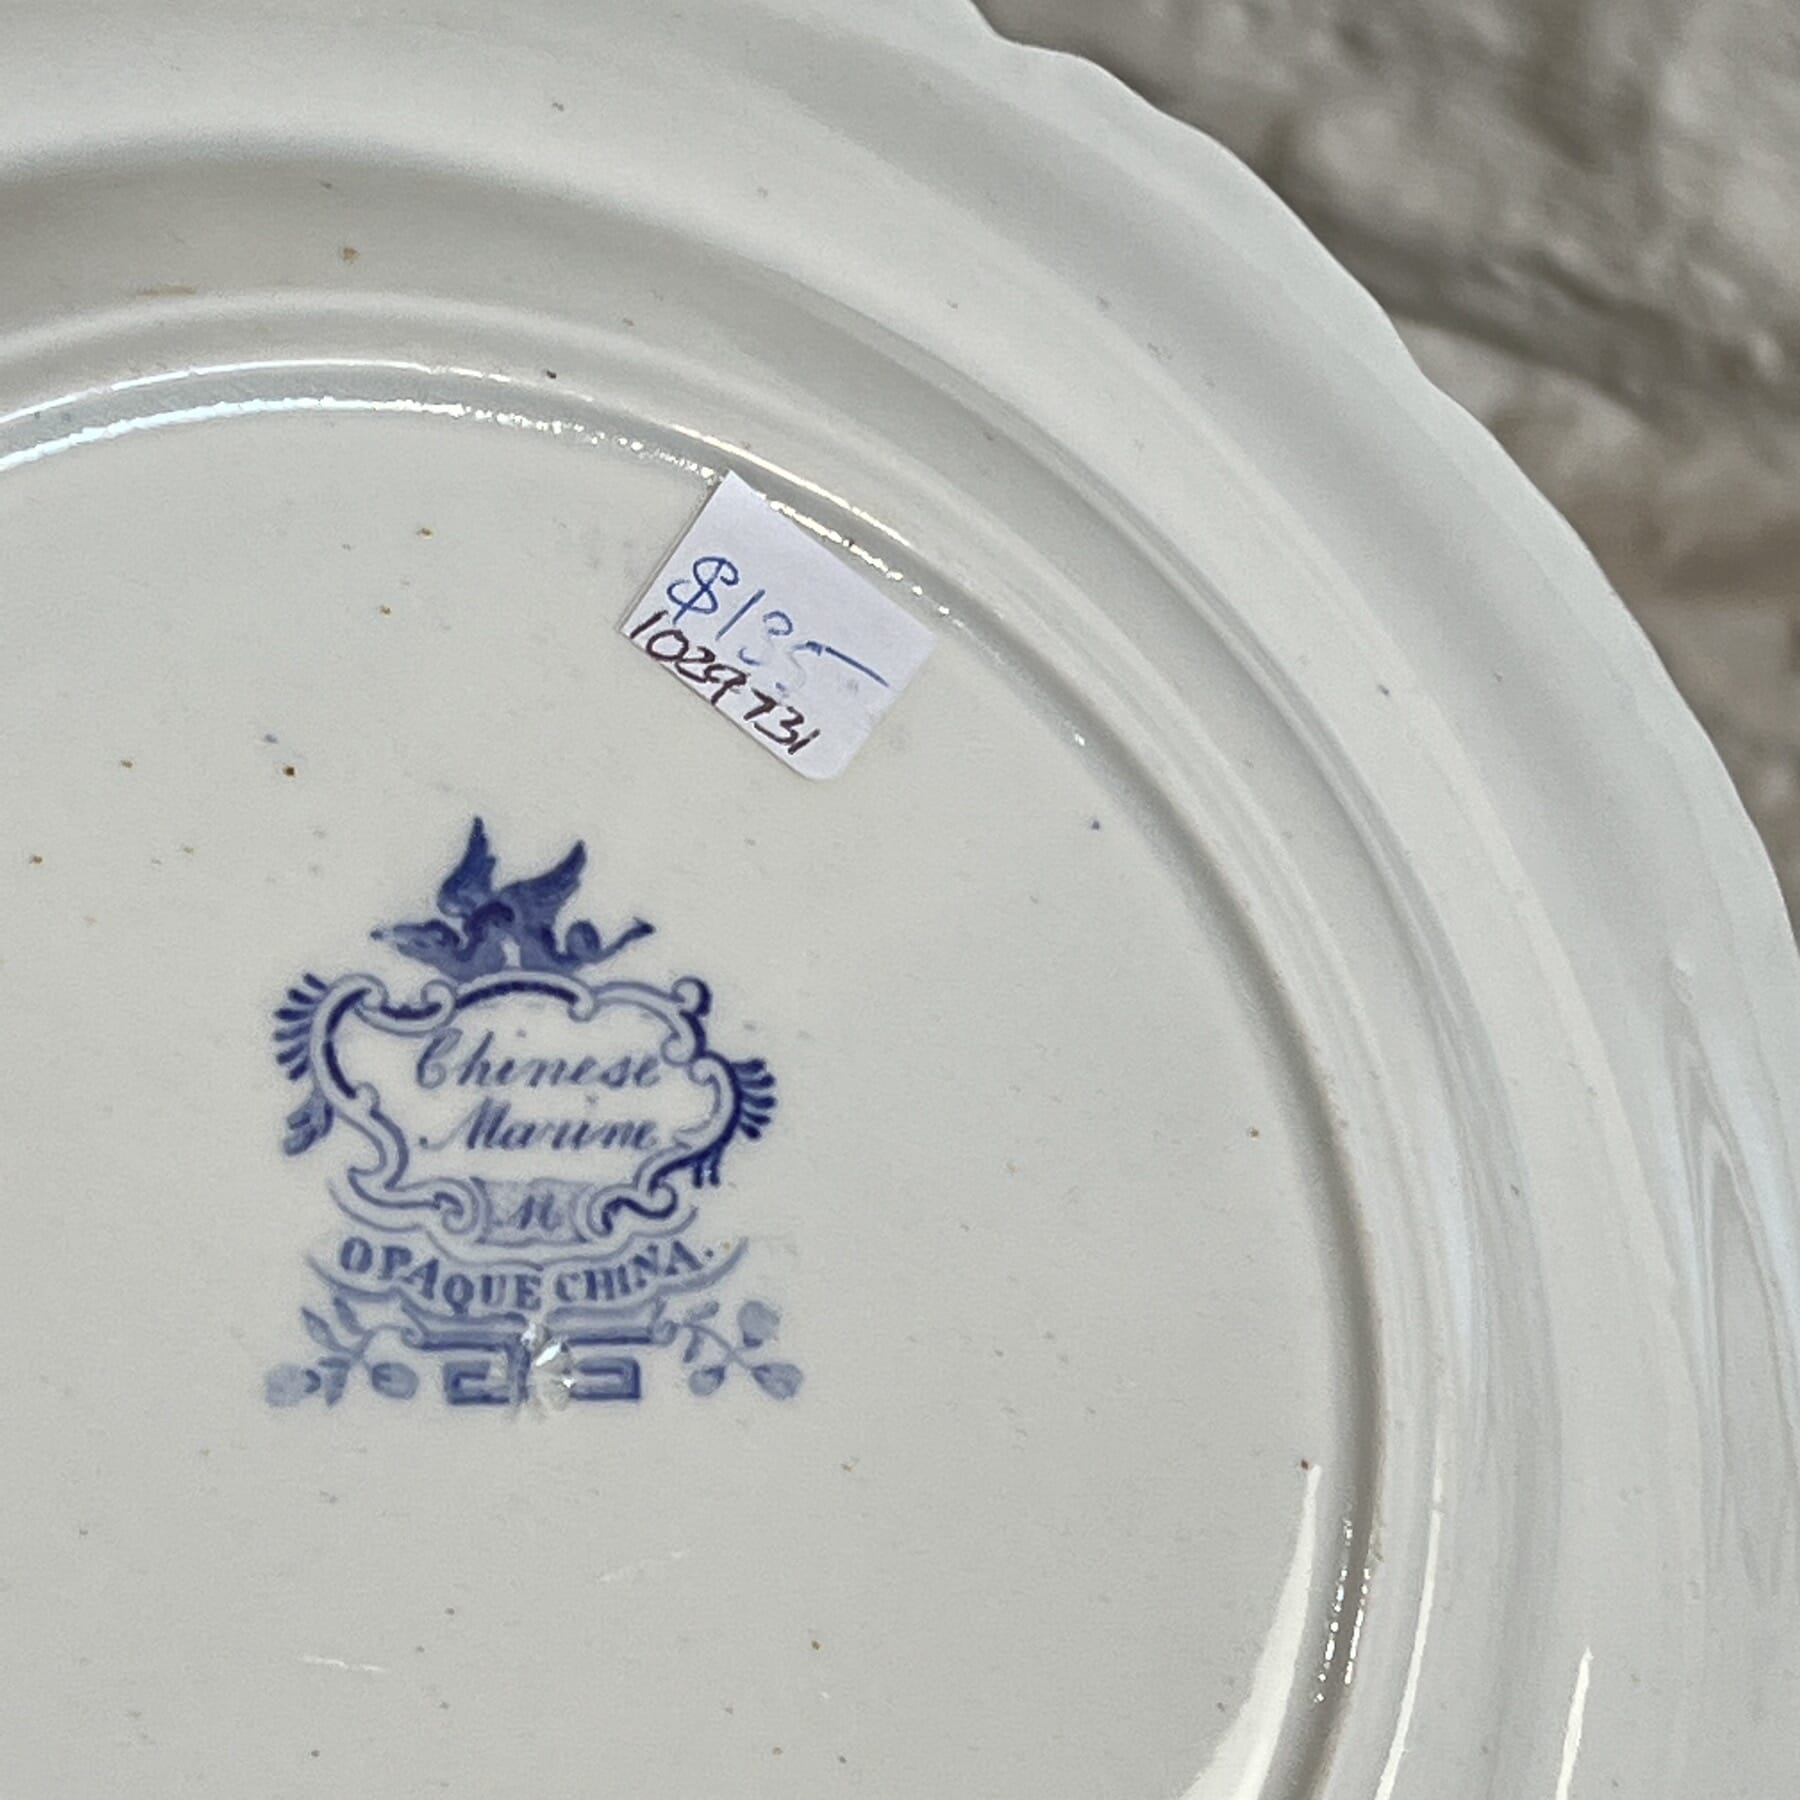 $135-
1029731
Chinese
Marine
M
OPAQUE CHINA.